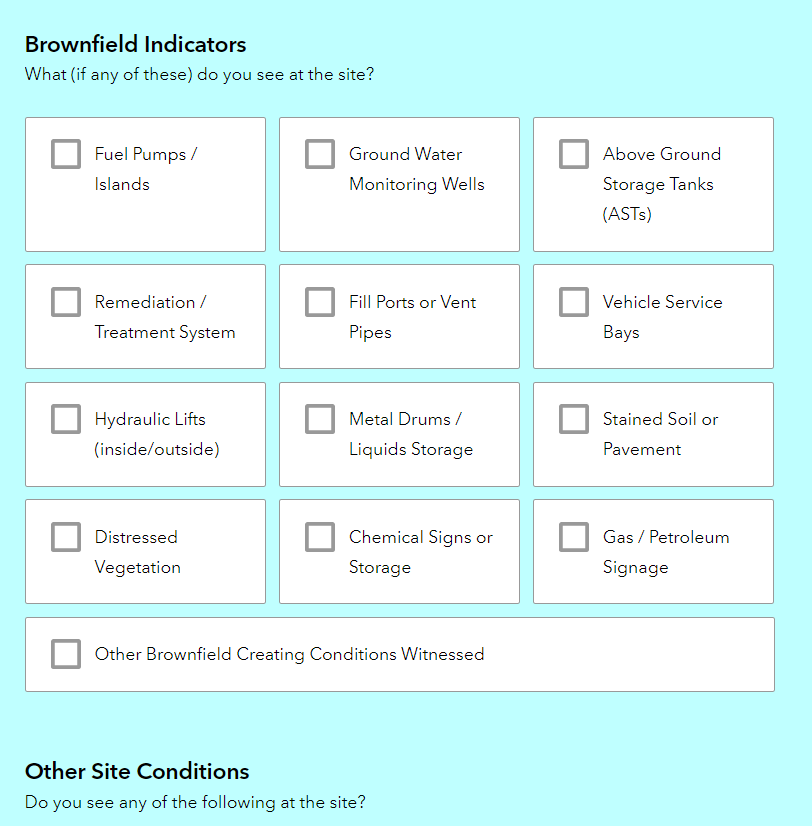 Brownfield Indicators
What (if any of these) do you see at the site?
Fuel Pumps /
Islands
Ground Water
Monitoring Wells
Above Ground
Storage Tanks
(ASTs)
Remediation /
Treatment System
Fill Ports or Vent
Pipes
Vehicle Service
Bays
Hydraulic Lifts
(inside/outside)
Metal Drums /
Liquids Storage
Stained Soil or
Pavement
Distressed
Vegetation
Chemical Signs or
Storage
Gas / Petroleum
Signage
Other Brownfield Creating Conditions Witnessed
Other Site Conditions
Do you see any of the following at the site?